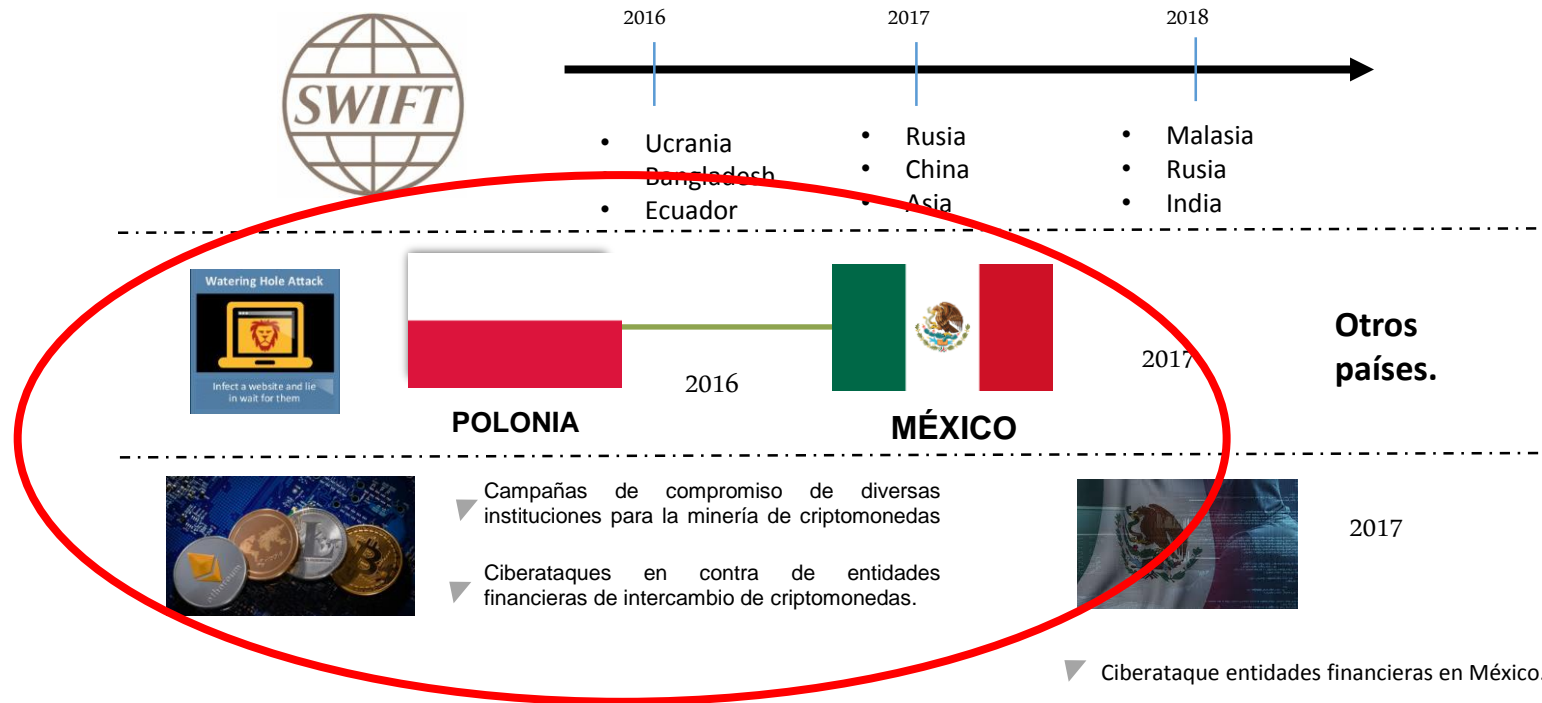 2016
2017
2018
SWIFT
• Ucrania
• Bangladesh
• Ecuador
• Rusia
• China
• Asia
• Malasia
• Rusia
• India
Watering Hole Attack
Infect a website and lie
in wait for them
2016
2017
Otros
países.
POLONIA
MÉXICO
Campañas de compromiso de diversas
instituciones para la minería de criptomonedas
Ciberataques en contra de entidades
financieras de intercambio de criptomonedas.
ethereum
2017
Ciberataque entidades financieras en México.